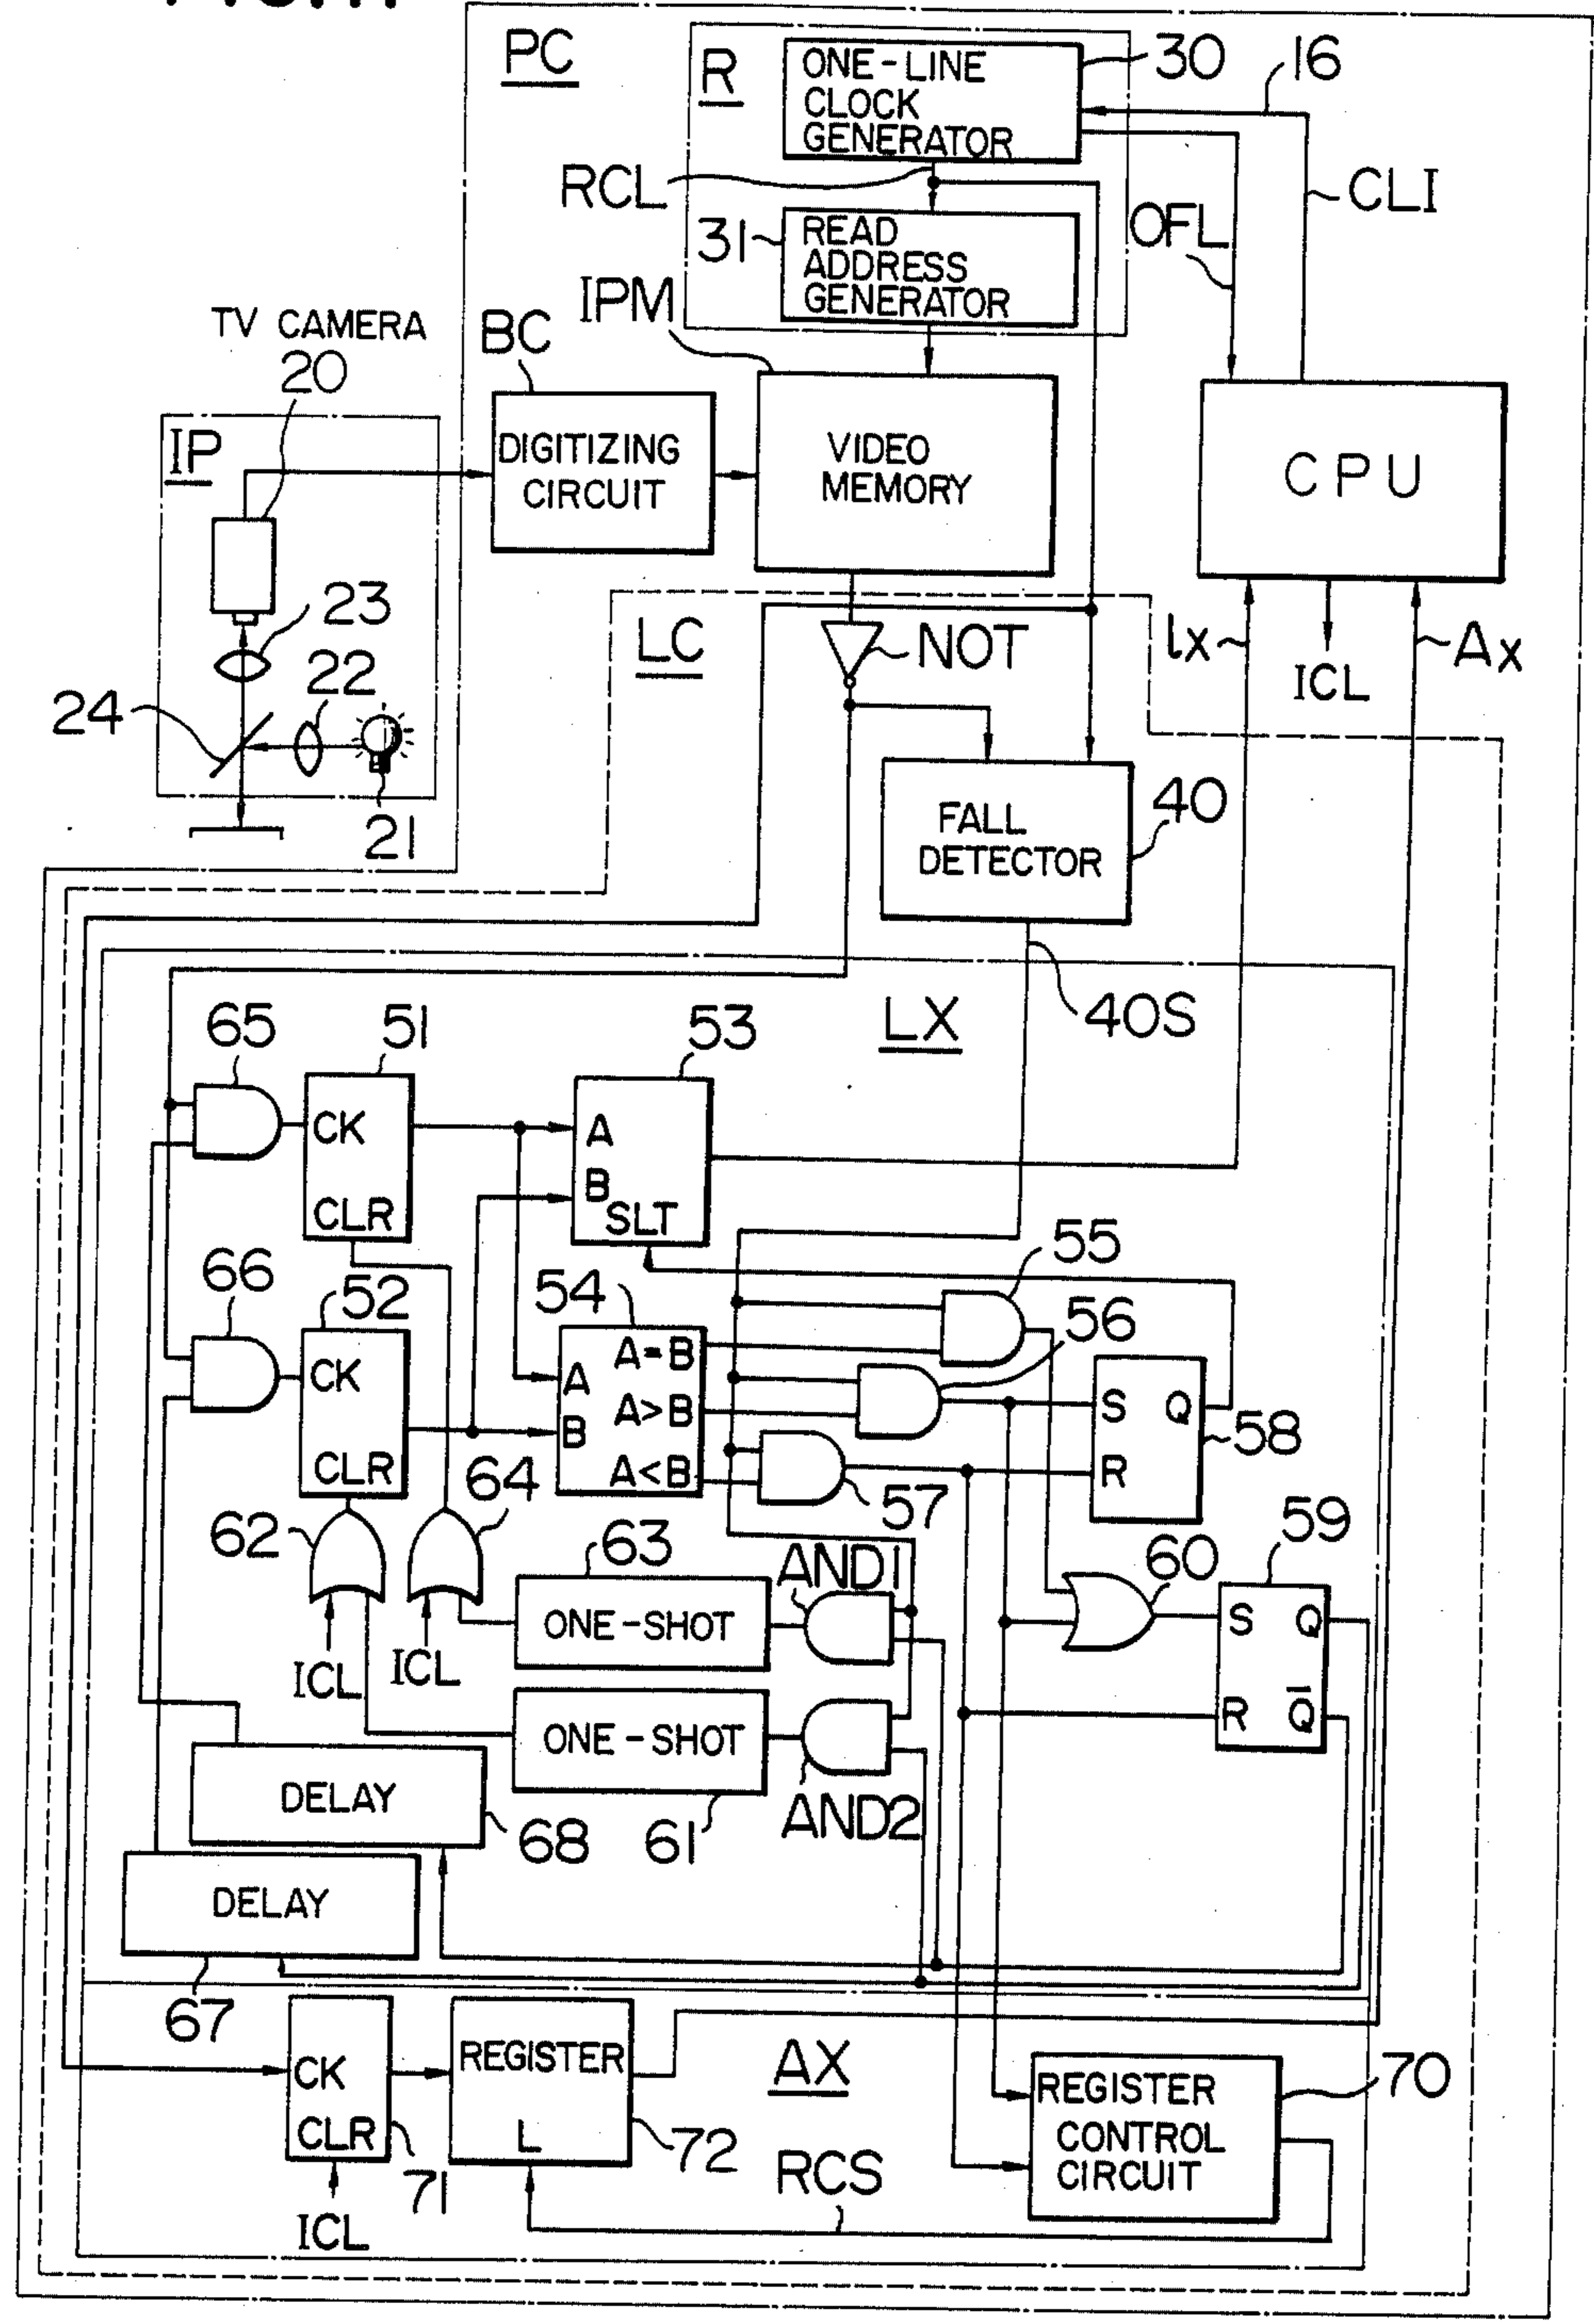 PC
R
ONE-LINE
CLOCK
GENERATOR
30
16
RCL
CLI
OFL
31
READ
ADDRESS
GENERATOR
IPM
BC
TV CAMERA
20
IP
DIGITIZING
CIRCUIT
VIDEO
MEMORY
CPU
23
LC
NOT
lx
ICL
Ax
22
24
21
FALL
DETECTOR
40
40S
LX
65
51
53
CK
CLR
A
B
SLT
55
66
52
54
56
CK
CLR
A
B
A=B
A>B
A<B
S
Q
R
58
64
57
62
63
AND1
60
59
ONE-SHOT
S
Q
ICL
ICL
ONE-SHOT
R
Q̅
DELAY
68
61
AND2
DELAY
67
CK
CLR
REGISTER
L
AX
REGISTER
CONTROL
CIRCUIT
70
71
72
RCS
ICL